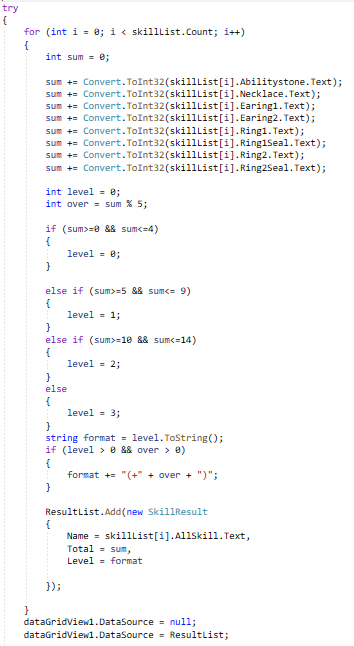 try
{
for (int i = 0; i < skillList.Count; i++)
{
int sum = 0;
sum += Convert.ToInt32(skillList[i].Abilitystone.Text);
sum += Convert.ToInt32(skillList[i].Necklace.Text);
sum += Convert.ToInt32(skillList[i].Earing1.Text);
sum += Convert.ToInt32(skillList[i].Earing2.Text);
sum += Convert.ToInt32(skillList[i].Ring1.Text);
sum += Convert.ToInt32(skillList[i].Ring1Seal.Text);
sum += Convert.ToInt32(skillList[i].Ring2.Text);
sum += Convert.ToInt32(skillList[i].Ring2Seal.Text);
int level = 0;
int over = sum % 5;
if (sum>=0 && sum<=4)
{
level = 0;
}
else if (sum>=5 && sum<= 9)
{
level = 1;
}
else if (sum>=10 && sum<=14)
{
level = 2;
}
else
{
level = 3;
}
string format = level.ToString();
if (level > 0 && over > 0)
{
format += "(+" + over + ")";
}
ResultList.Add(new SkillResult
{
Name = skillList[i].AllSkill.Text,
Total = sum,
Level = format
});
}
dataGridView1.DataSource = null;
dataGridView1.DataSource = ResultList;